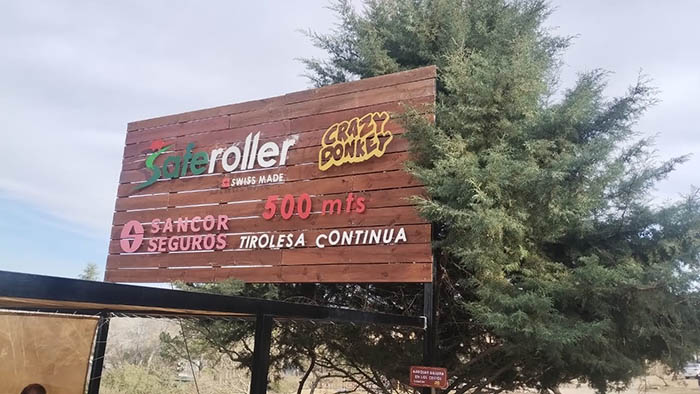 Saferoller
SWISS MADE
CRAZY
DONKEY
500 mts
SANCOR
SEGUROS
TIROLESA CONTINUA